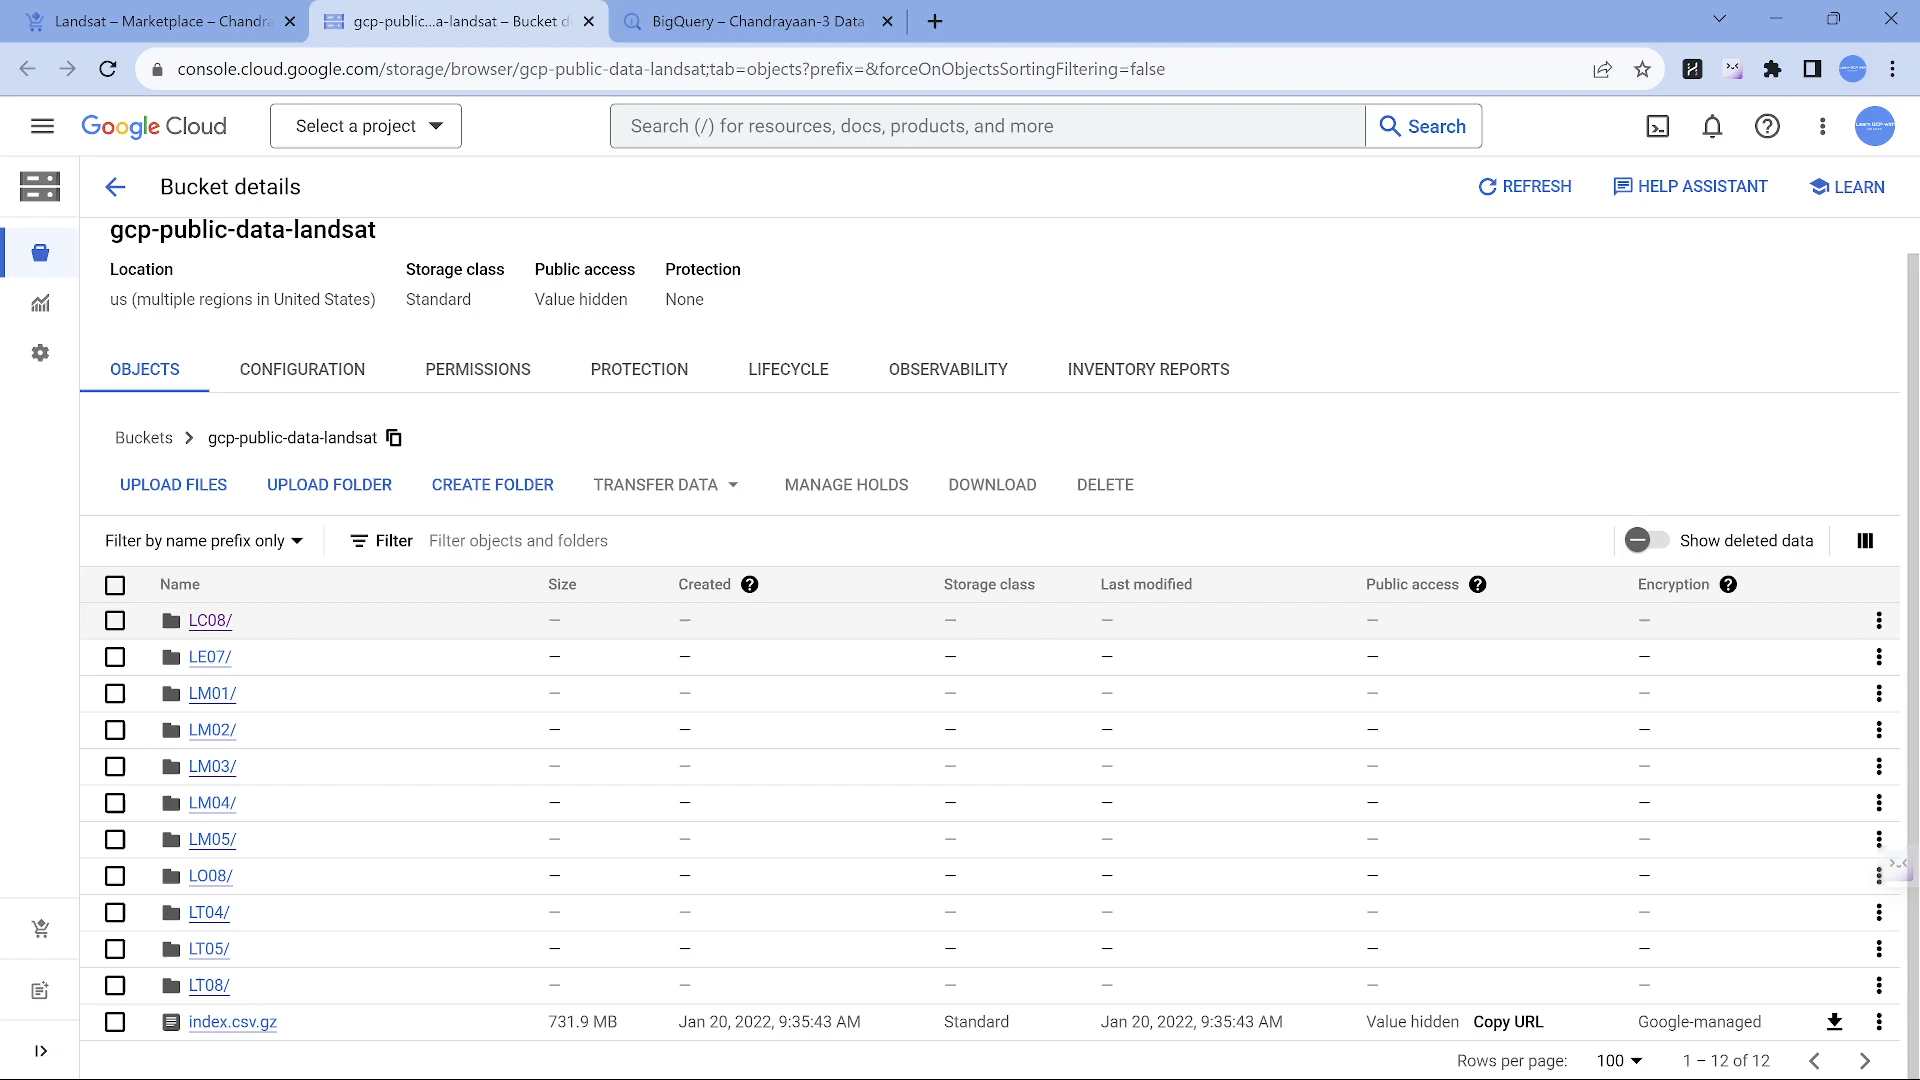 Landsat – Marketplace – Chandra
gcp-public...a-landsat – Bucket d
BigQuery – Chandrayaan-3 Data
console.cloud.google.com/storage/browser/gcp-public-data-landsat;tab=objects?prefix=&forceOnObjectsSortingFiltering=false
Google Cloud
Select a project
Search (/) for resources, docs, products, and more
Search
Bucket details
REFRESH
HELP ASSISTANT
LEARN
gcp-public-data-landsat
Location Storage class Public access Protection
us (multiple regions in United States) Standard Value hidden None
OBJECTS CONFIGURATION PERMISSIONS PROTECTION LIFECYCLE OBSERVABILITY INVENTORY REPORTS
Buckets > gcp-public-data-landsat
UPLOAD FILES UPLOAD FOLDER CREATE FOLDER TRANSFER DATA MANAGE HOLDS DOWNLOAD DELETE
Filter by name prefix only Filter Filter objects and folders Show deleted data
Name Size Created Storage class Last modified Public access Encryption
LC08/ — — — — — —
LE07/ — — — — — —
LM01/ — — — — — —
LM02/ — — — — — —
LM03/ — — — — — —
LM04/ — — — — — —
LM05/ — — — — — —
LO08/ — — — — — —
LT04/ — — — — — —
LT05/ — — — — — —
LT08/ — — — — — —
index.csv.gz 731.9 MB Jan 20, 2022, 9:35:43 AM Standard Jan 20, 2022, 9:35:43 AM Value hidden Copy URL Google-managed
Rows per page: 100 1 – 12 of 12